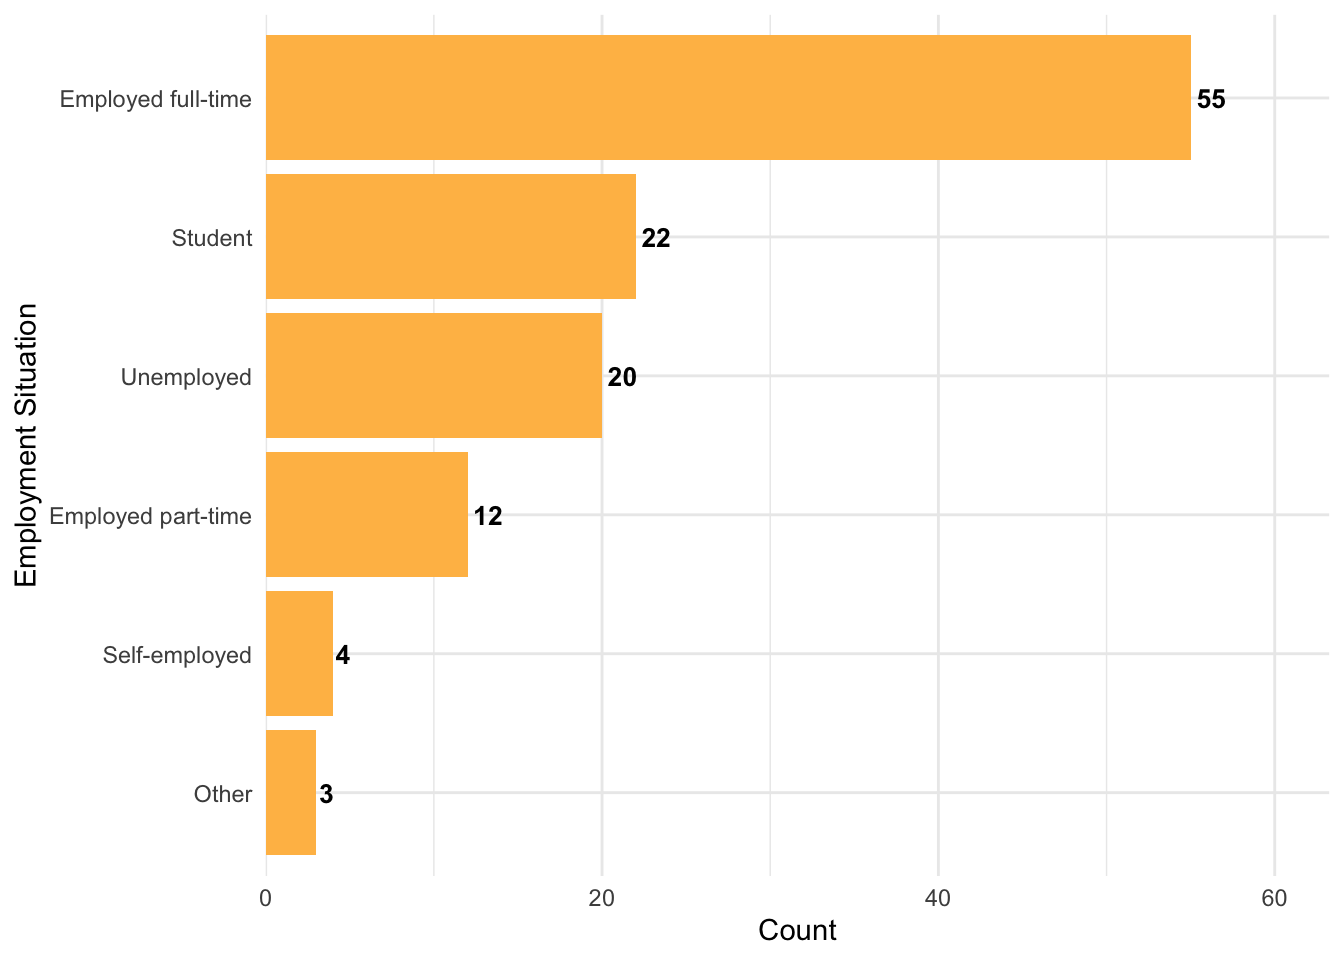 Employment Situation
Employed full-time 55
Student 22
Unemployed 20
Employed part-time 12
Self-employed 4
Other 3
0 20 40 60
Count